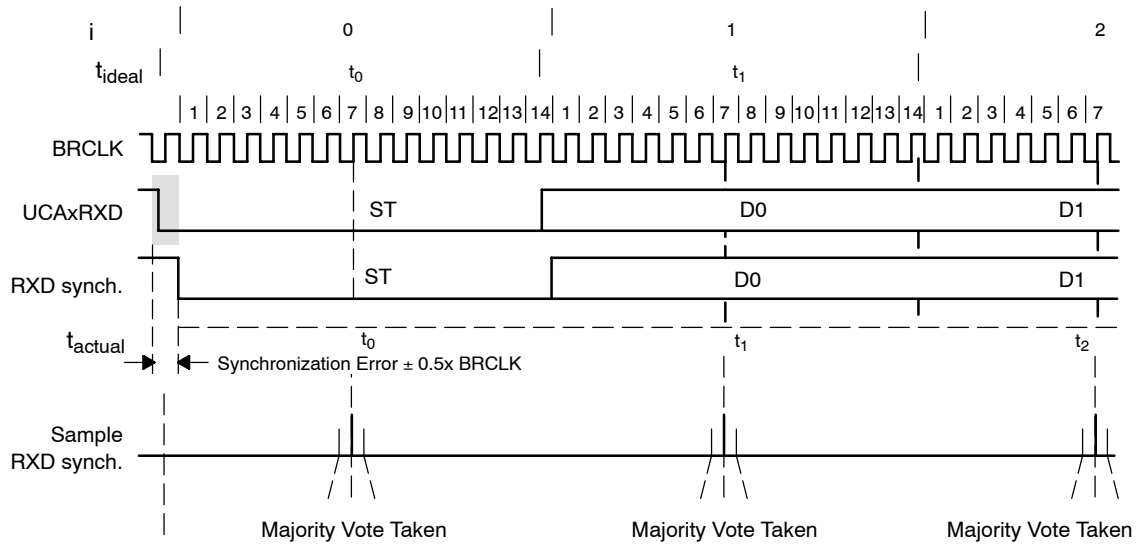 i 0 1 2
tideal t0 t1
1 2 3 4 5 6 7 8 9 10 11 12 13 14 1 2 3 4 5 6 7 8 9 10 11 12 13 14 1 2 3 4 5 6 7
BRCLK
UCAxRXD ST D0 D1
RXD synch. ST D0 D1
tactual t0 t1 t2
Synchronization Error ± 0.5x BRCLK
Sample
RXD synch.
Majority Vote Taken Majority Vote Taken Majority Vote Taken